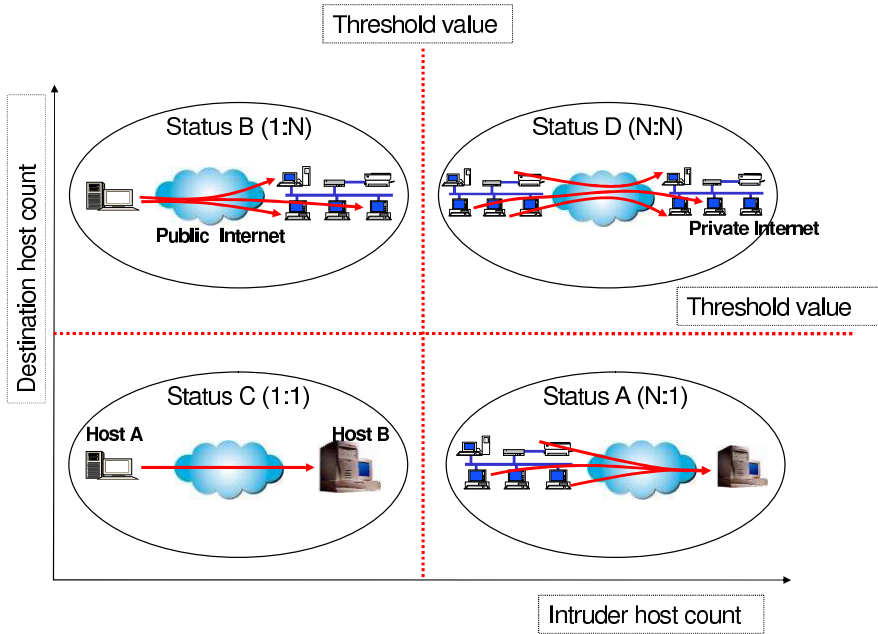 Threshold value
Destination host count
Status B (1:N)
Public Internet
Status D (N:N)
Private Internet
Threshold value
Status C (1:1)
Host A
Host B
Status A (N:1)
Intruder host count